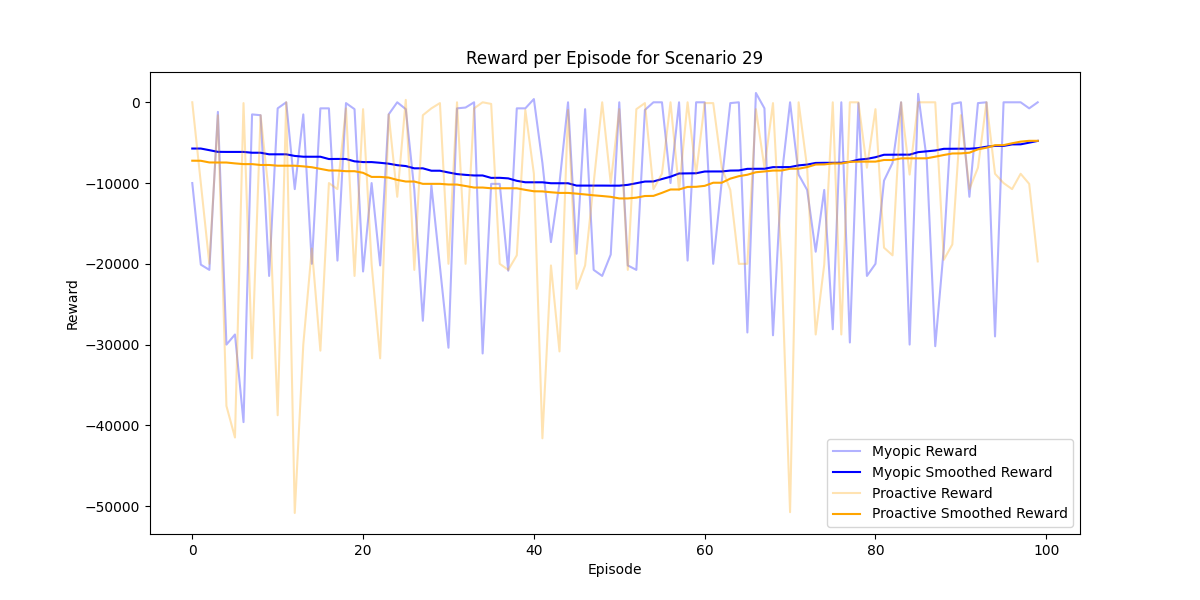 Reward per Episode for Scenario 29
Reward
0
−10000
−20000
−30000
−40000
−50000
0 20 40 60 80 100
Episode
Myopic Reward
Myopic Smoothed Reward
Proactive Reward
Proactive Smoothed Reward